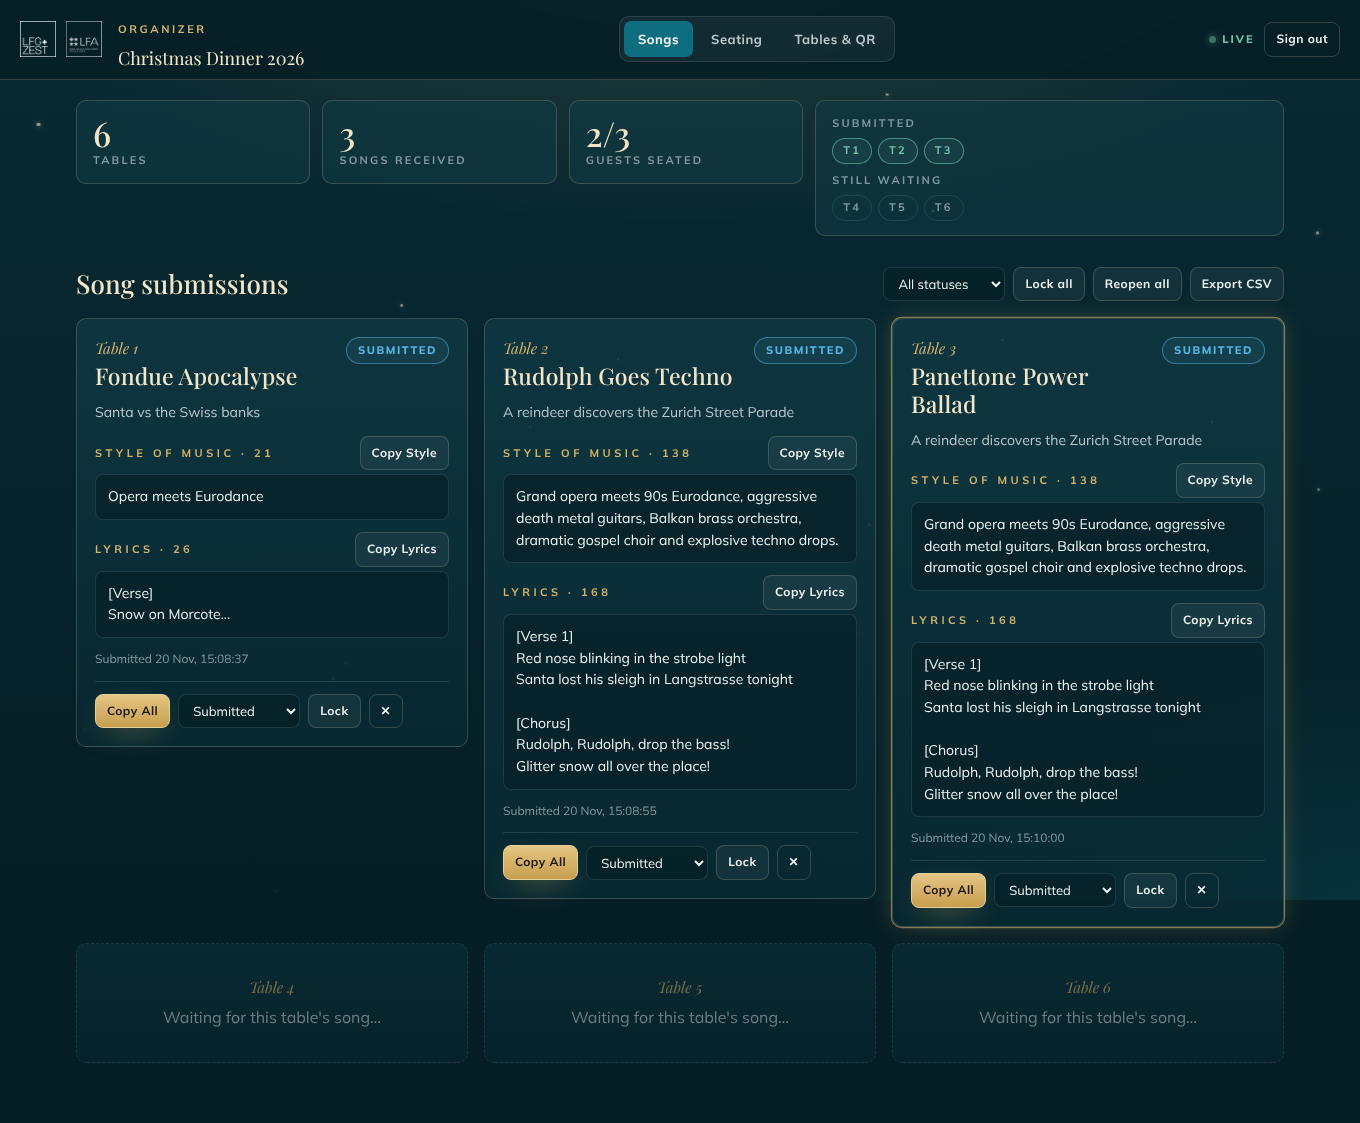 LFG+
ZEST
LFA
ORGANIZER
Christmas Dinner 2026
Songs
Seating
Tables & QR
LIVE
Sign out
6
TABLES
3
SONGS RECEIVED
2/3
GUESTS SEATED
SUBMITTED
T1 T2 T3
STILL WAITING
T4 T5 T6
Song submissions
All statuses
Lock all
Reopen all
Export CSV
Table 1
SUBMITTED
Fondue Apocalypse
Santa vs the Swiss banks
STYLE OF MUSIC · 21
Copy Style
Opera meets Eurodance
LYRICS · 26
Copy Lyrics
[Verse]
Snow on Morcote...
Submitted 20 Nov, 15:08:37
Copy All
Submitted
Lock
×
Table 2
SUBMITTED
Rudolph Goes Techno
A reindeer discovers the Zurich Street Parade
STYLE OF MUSIC · 138
Copy Style
Grand opera meets 90s Eurodance, aggressive
death metal guitars, Balkan brass orchestra,
dramatic gospel choir and explosive techno drops.
LYRICS · 168
Copy Lyrics
[Verse 1]
Red nose blinking in the strobe light
Santa lost his sleigh in Langstrasse tonight
[Chorus]
Rudolph, Rudolph, drop the bass!
Glitter snow all over the place!
Submitted 20 Nov, 15:08:55
Copy All
Submitted
Lock
×
Table 3
SUBMITTED
Panettone Power
Ballad
A reindeer discovers the Zurich Street Parade
STYLE OF MUSIC · 138
Copy Style
Grand opera meets 90s Eurodance, aggressive
death metal guitars, Balkan brass orchestra,
dramatic gospel choir and explosive techno drops.
LYRICS · 168
Copy Lyrics
[Verse 1]
Red nose blinking in the strobe light
Santa lost his sleigh in Langstrasse tonight
[Chorus]
Rudolph, Rudolph, drop the bass!
Glitter snow all over the place!
Submitted 20 Nov, 15:10:00
Copy All
Submitted
Lock
×
Table 4
Waiting for this table's song...
Table 5
Waiting for this table's song...
Table 6
Waiting for this table's song...